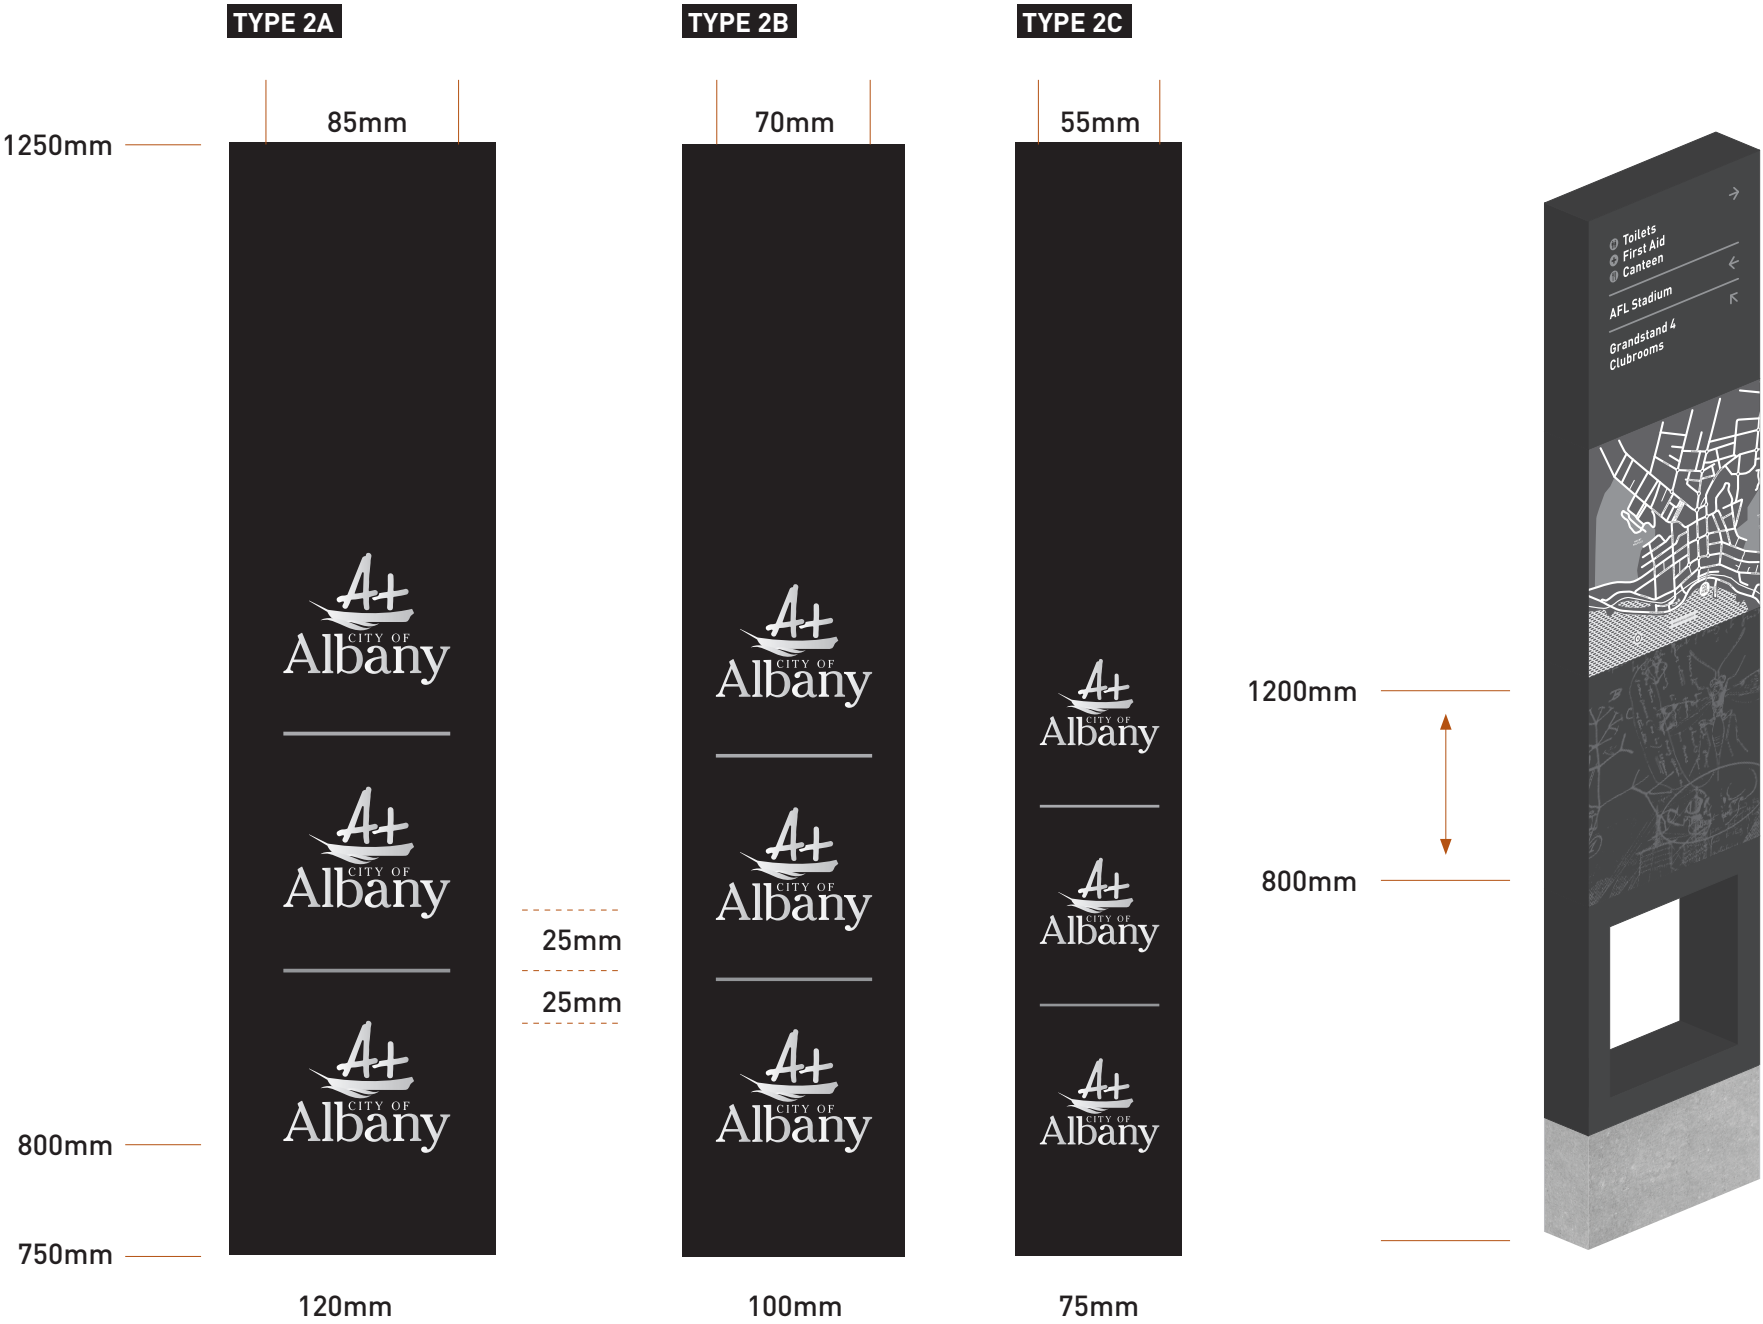 TYPE 2A
TYPE 2B
TYPE 2C
85mm
70mm
55mm
1250mm
Toilets
First Aid
Canteen
AFL Stadium
Grandstand 4
Clubrooms
A+
CITY OF
Albany
A+
CITY OF
Albany
A+
CITY OF
Albany
A+
CITY OF
Albany
A+
CITY OF
Albany
A+
CITY OF
Albany
A+
CITY OF
Albany
A+
CITY OF
Albany
A+
CITY OF
Albany
25mm
25mm
1200mm
800mm
800mm
750mm
120mm
100mm
75mm